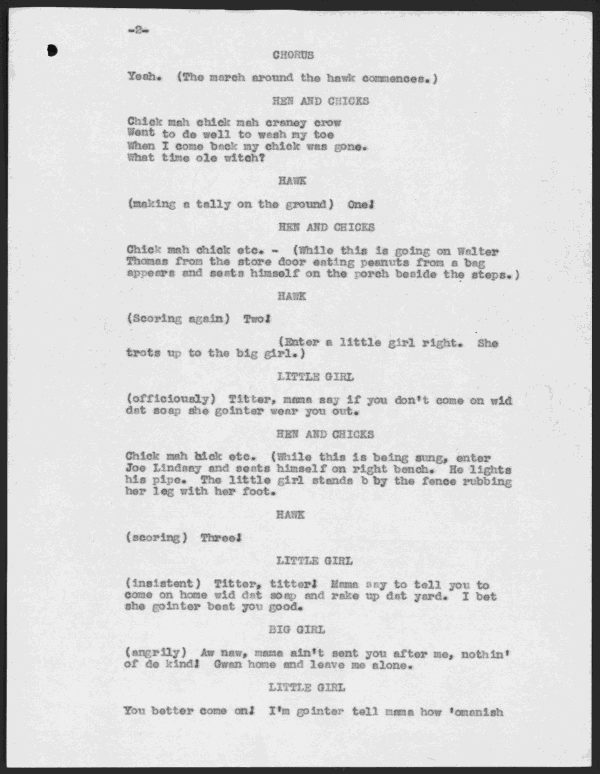 -2-
CHORUS
Yeah. (The march around the hawk commences.)
HEN AND CHICKS
Chick mah chick mah craney crow
Went to de well to wash my toe
When I come back my chick was gone.
What time ole witch?
HAWK
(making a tally on the ground) One!
HEN AND CHICKS
Chick mah chick etc. - (While this is going on Walter
Thomas from the store door eating peanuts from a bag
appears and seats himself on the porch beside the steps.)
HAWK
(Scoring again) Two!
(Enter a little girl right. She
trots up to the big girl.)
LITTLE GIRL
(officiously) Titter, mama say if you don't come on wid
dat soap she gointer wear you out.
HEN AND CHICKS
Chick mah hick etc. (While this is being sung, enter
Joe Lindsay and seats himself on right bench. He lights
his pipe. The little girl stands b by the fence rubbing
her leg with her foot.
HAWK
(scoring) Three!
LITTLE GIRL
(insistent) Titter, titter! Mama say to tell you to
come on home wid dat soap and rake up dat yard. I bet
she gointer beat you good.
BIG GIRL
(angrily) Aw naw, mama ain't sent you after me, nothin'
of de kind! Gwan home and leave me alone.
LITTLE GIRL
You better come on! I'm gointer tell mama how 'omanish